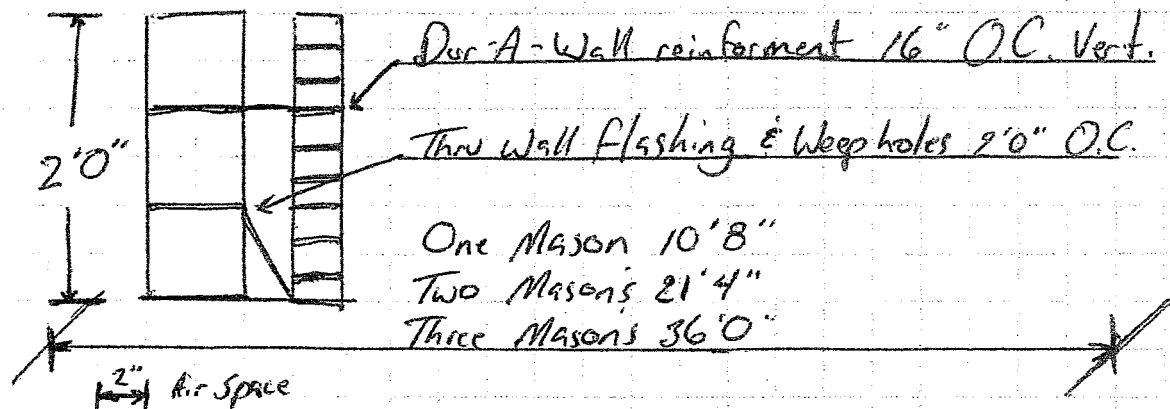 Dur-A-Wall reinforment 16" O.C. Vert.
2'0"
Thru Wall flashing & Weepholes 2'0" O.C.
One Mason 10'8"
Two Mason's 21'4"
Three Mason's 36'0"
2" Air Space